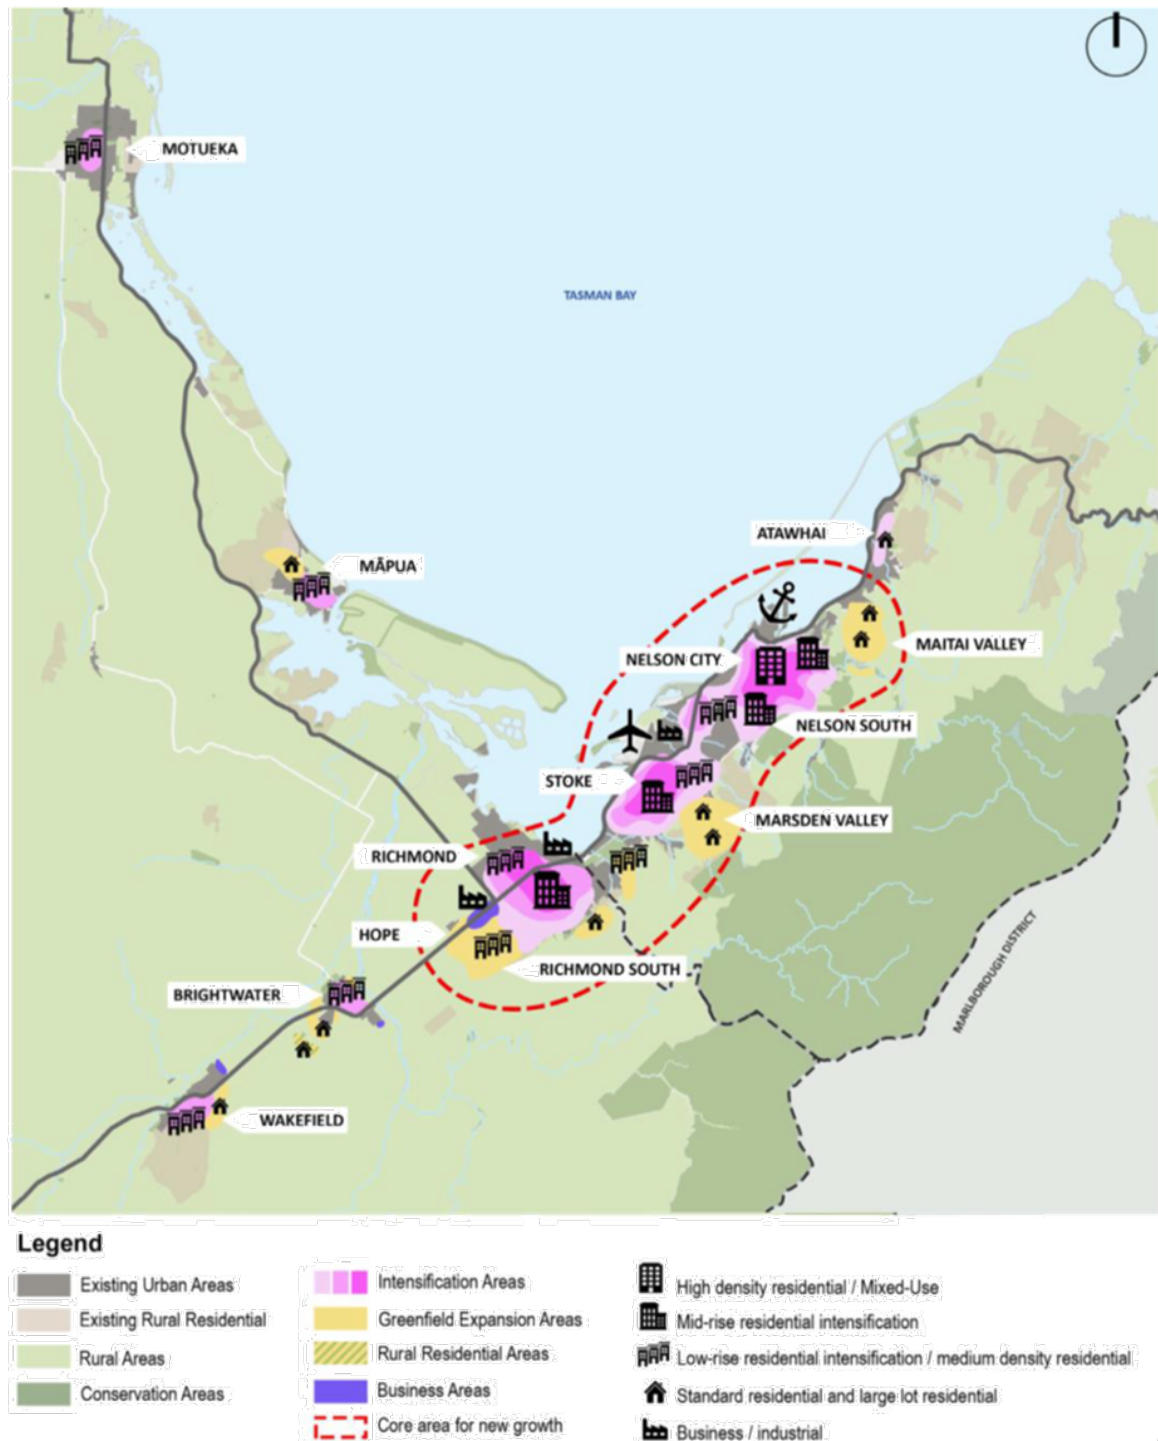 MOTUEKA
TASMAN BAY
ATAWHAI
MĀPUA
MAITAI VALLEY
NELSON CITY
NELSON SOUTH
STOKE
MARSDEN VALLEY
RICHMOND
HOPE
RICHMOND SOUTH
BRIGHTWATER
MARLBOROUGH DISTRICT
WAKEFIELD
Legend
Existing Urban Areas
Existing Rural Residential
Rural Areas
Conservation Areas
Intensification Areas
Greenfield Expansion Areas
Rural Residential Areas
Business Areas
Core area for new growth
High density residential / Mixed-Use
Mid-rise residential intensification
Low-rise residential intensification / medium density residential
Standard residential and large lot residential
Business / industrial